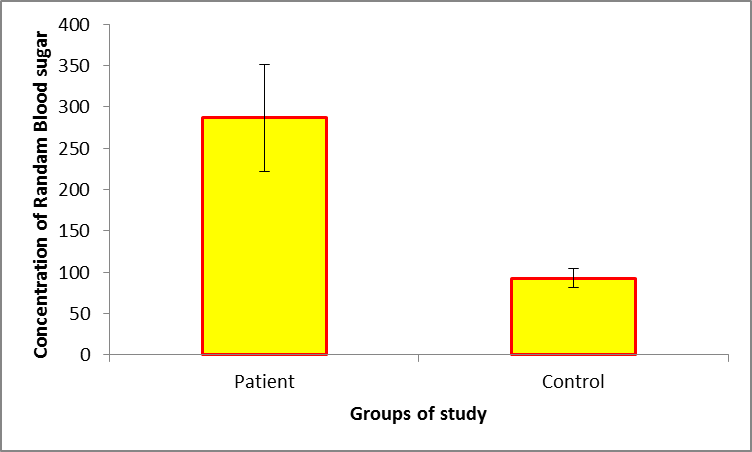 Concentration of Randam Blood sugar
400
350
300
250
200
150
100
50
0
Patient
Control
Groups of study